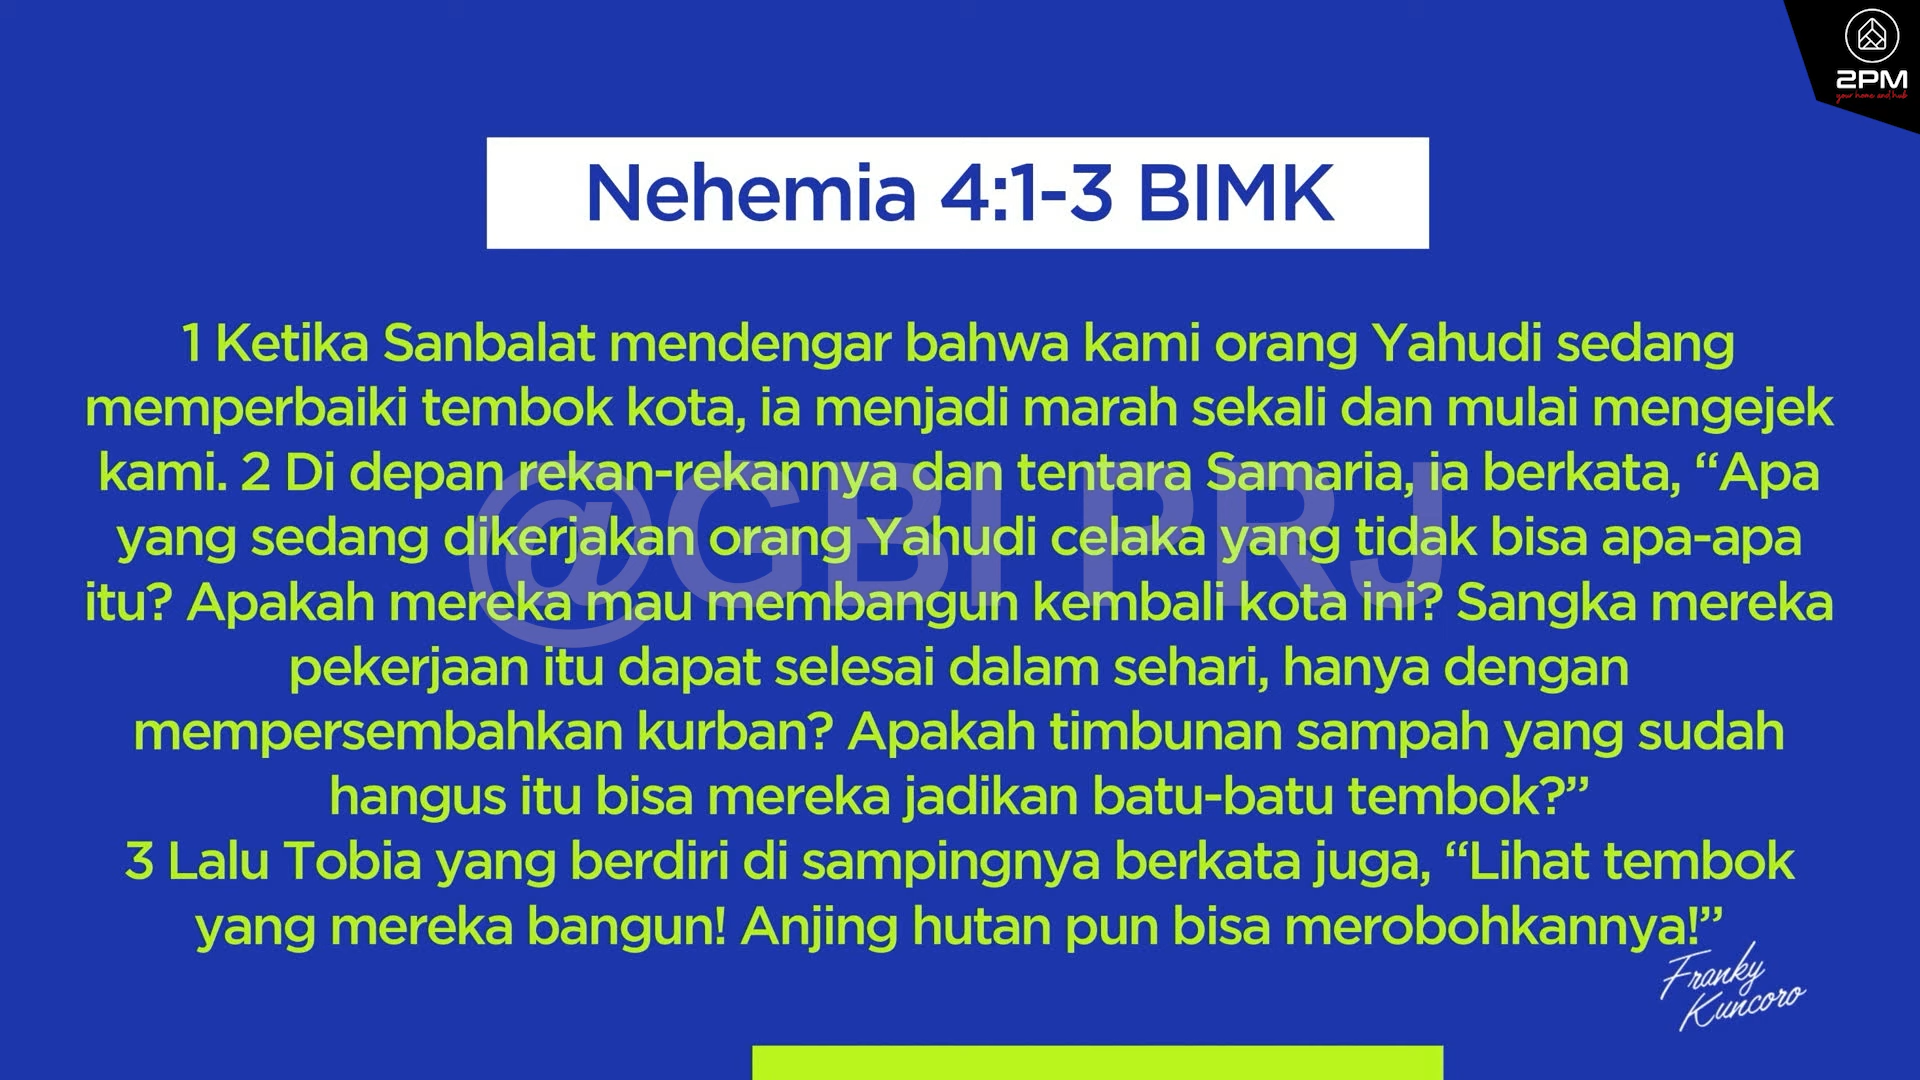 2PM
your home and hub
Nehemia 4:1-3 BIMK
1 Ketika Sanbalat mendengar bahwa kami orang Yahudi sedang
memperbaiki tembok kota, ia menjadi marah sekali dan mulai mengejek
kami. 2 Di depan rekan-rekannya dan tentara Samaria, ia berkata, “Apa
yang sedang dikerjakan orang Yahudi celaka yang tidak bisa apa-apa
itu? Apakah mereka mau membangun kembali kota ini? Sangka mereka
pekerjaan itu dapat selesai dalam sehari, hanya dengan
mempersembahkan kurban? Apakah timbunan sampah yang sudah
hangus itu bisa mereka jadikan batu-batu tembok?”
3 Lalu Tobia yang berdiri di sampingnya berkata juga, “Lihat tembok
yang mereka bangun! Anjing hutan pun bisa merobohkannya!”
@GBI PRJ
Franky
Kuncoro